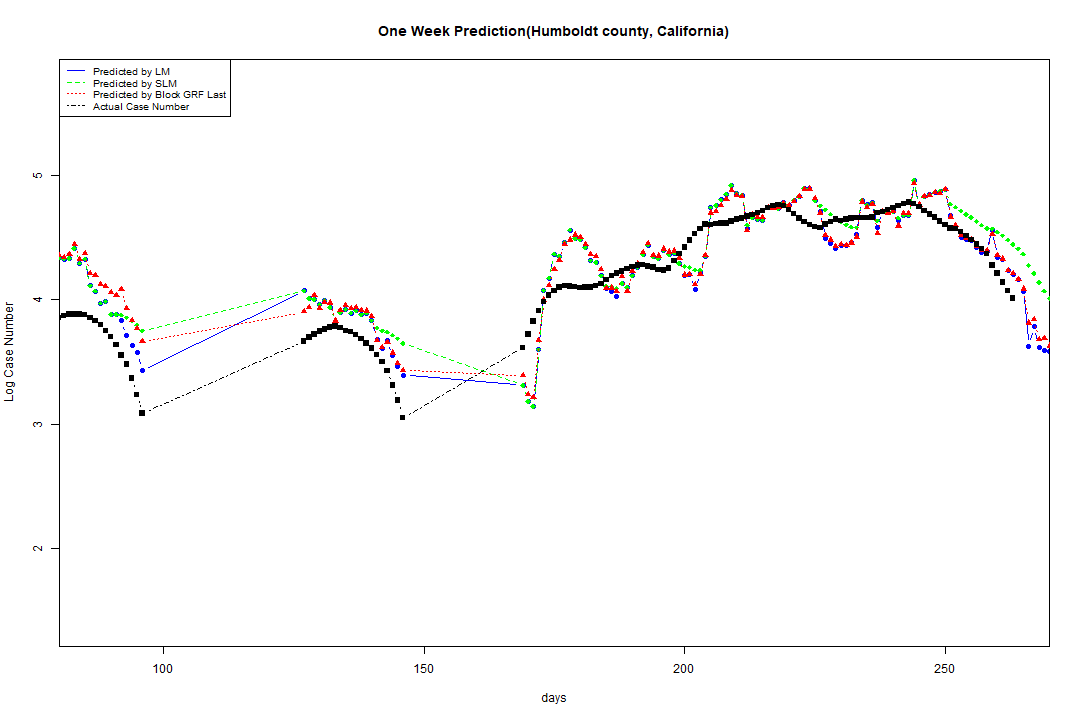 One Week Prediction(Humboldt county, California)
Predicted by LM
Predicted by SLM
Predicted by Block GRF Last
Actual Case Number
5
4
3
2
Log Case Number
100 150 200 250
days